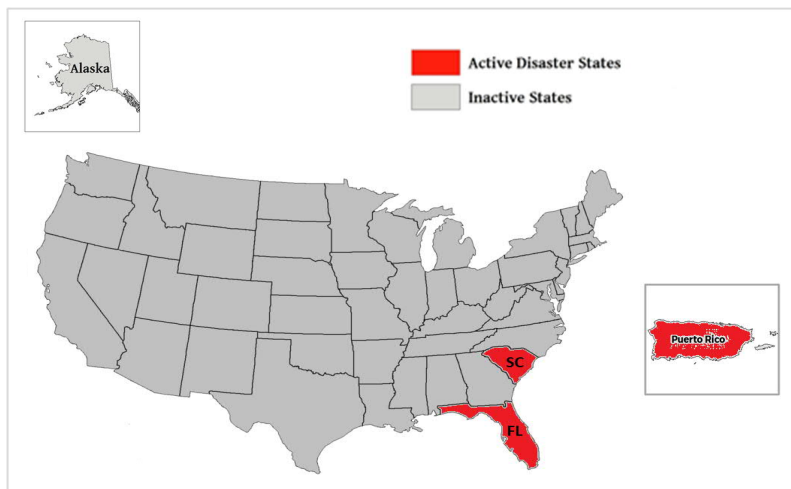 Alaska
Active Disaster States
Inactive States
Puerto Rico
SC
FL